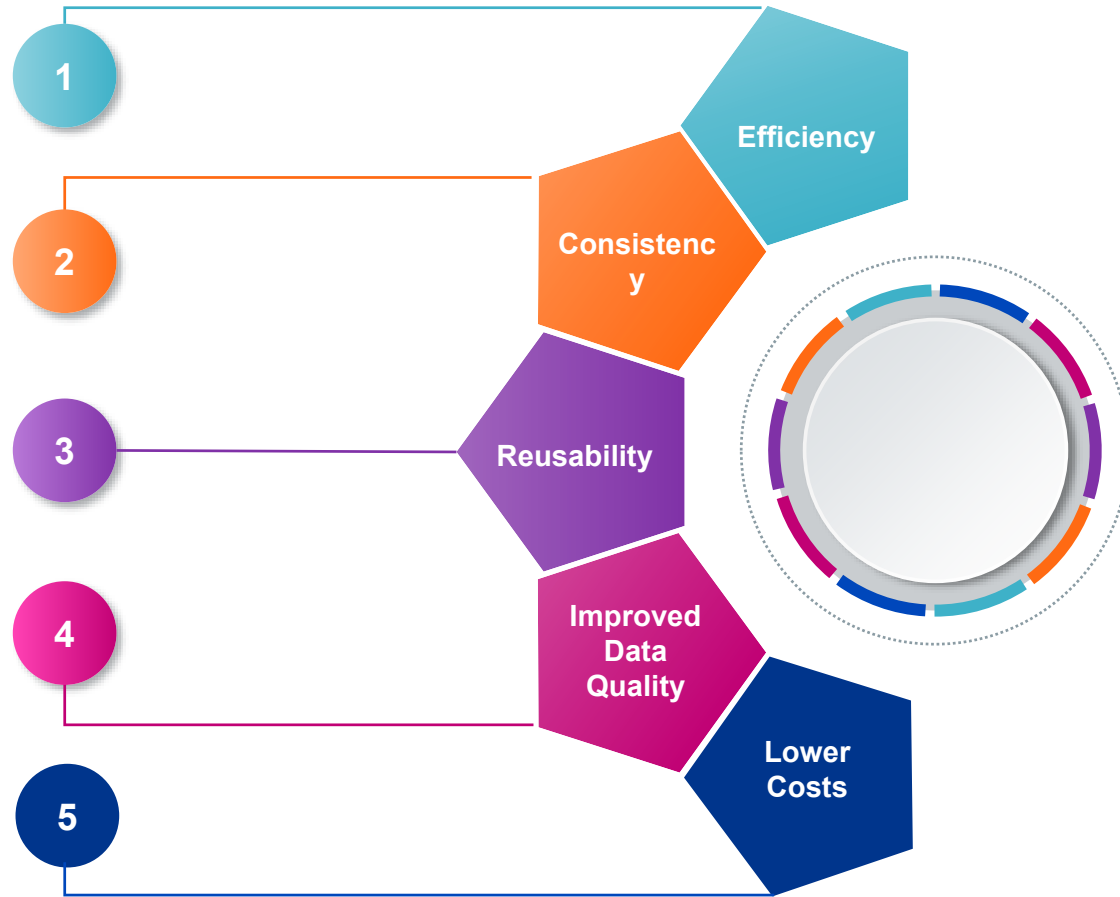 1
Efficiency
2
Consistenc
y
3
Reusability
4
Improved
Data
Quality
5
Lower
Costs